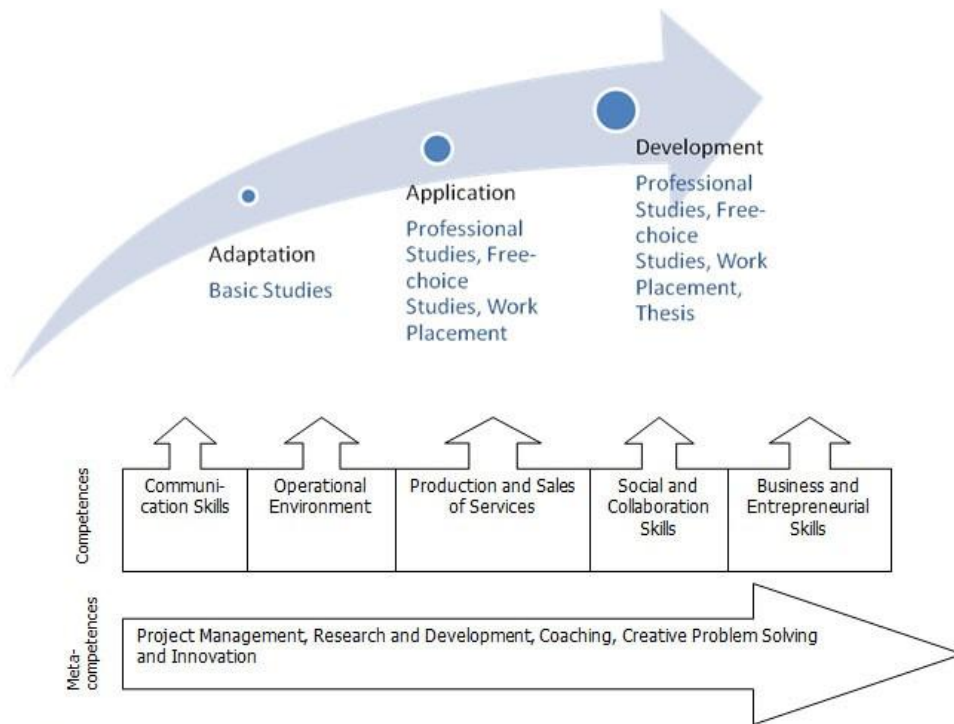 Adaptation
Basic Studies
Application
Professional
Studies, Free-
choice
Studies, Work
Placement
Development
Professional
Studies, Free-
choice
Studies, Work
Placement,
Thesis
Competences
Communi-
cation Skills
Operational
Environment
Production and Sales
of Services
Social and
Collaboration
Skills
Business and
Entrepreneurial
Skills
Meta-
competences
Project Management, Research and Development, Coaching, Creative Problem Solving
and Innovation